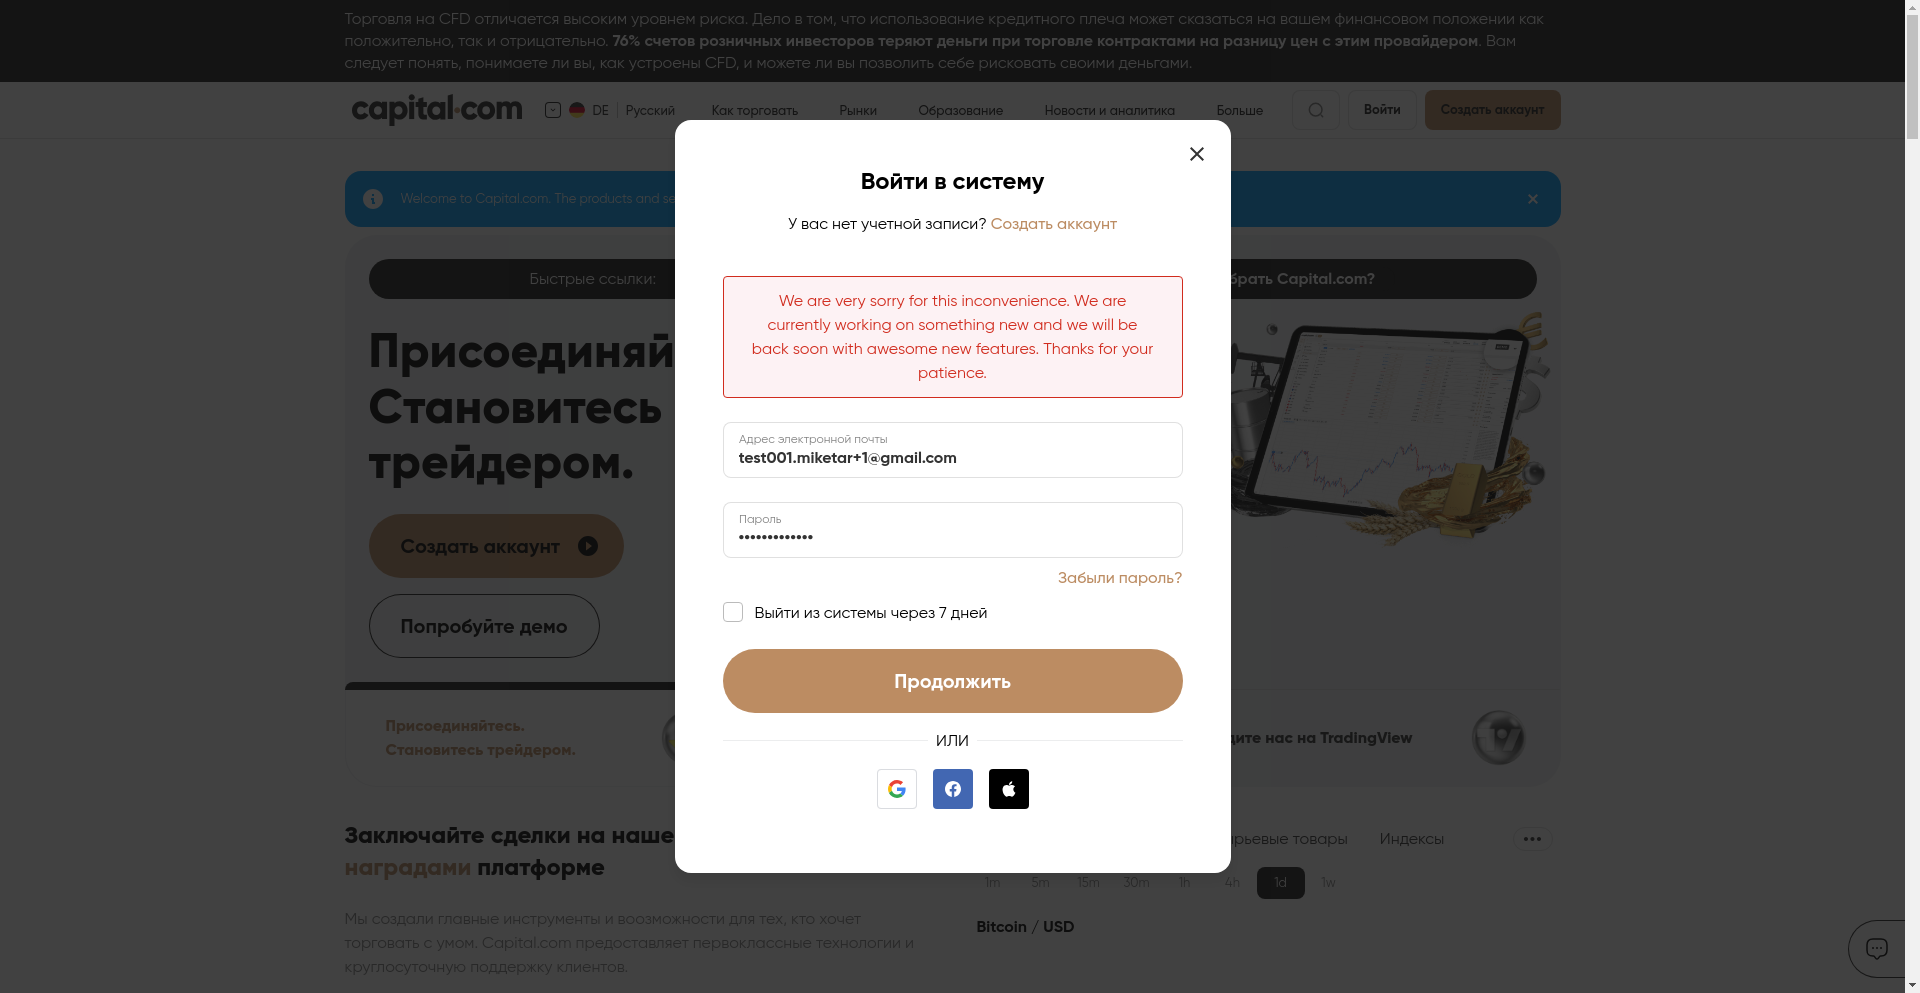 Торговля на CFD отличается высоким уровнем риска. Дело в том, что использование кредитного плеча может сказаться на вашем финансовом положении как
положительно, так и отрицательно. 76% счетов розничных инвесторов теряют деньги при торговле контрактами на разницу цен с этим провайдером. Вам
следует понять, понимаете ли вы, как устроены CFD, и можете ли вы позволить себе рисковать своими деньгами.
capital.com DE Русский Как торговать Рынки Образование Новости и аналитика Больше Войти Создать аккаунт
Войти в систему
Welcome to Capital.com. The products and se
У вас нет учетной записи? Создать аккаунт
Быстрые ссылки:
брать Capital.com?
We are very sorry for this inconvenience. We are
currently working on something new and we will be
back soon with awesome new features. Thanks for your
patience.
Присоединяй
Становитесь
трейдером.
Адрес электронной почты
test001.miketar+1@gmail.com
Пароль
•••••••••••••
Забыли пароль?
Создать аккаунт
Выйти из системы через 7 дней
Попробуйте демо
Продолжить
Присоединяйтесь.
Становитесь трейдером.
дите нас на TradingView
ИЛИ
Заключайте сделки на наше
наградами платформе
рьевые товары Индексы
1m 5m 15m 30m 1h 4h 1d 1w
Мы создали главные инструменты и воозможности для тех, кто хочет
торговать с умом. Capital.com предоставляет первоклассные технологии и
круглосуточную поддержку клиентов.
Bitcoin / USD